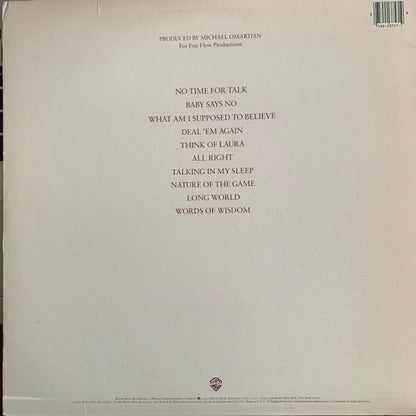 PRODUCED BY MICHAEL OMARTIAN
For Free Flow Productions
NO TIME FOR TALK
BABY SAYS NO
WHAT AM I SUPPOSED TO BELIEVE
DEAL 'EM AGAIN
THINK OF LAURA
ALL RIGHT
TALKING IN MY SLEEP
NATURE OF THE GAME
LONG WORLD
WORDS OF WISDOM